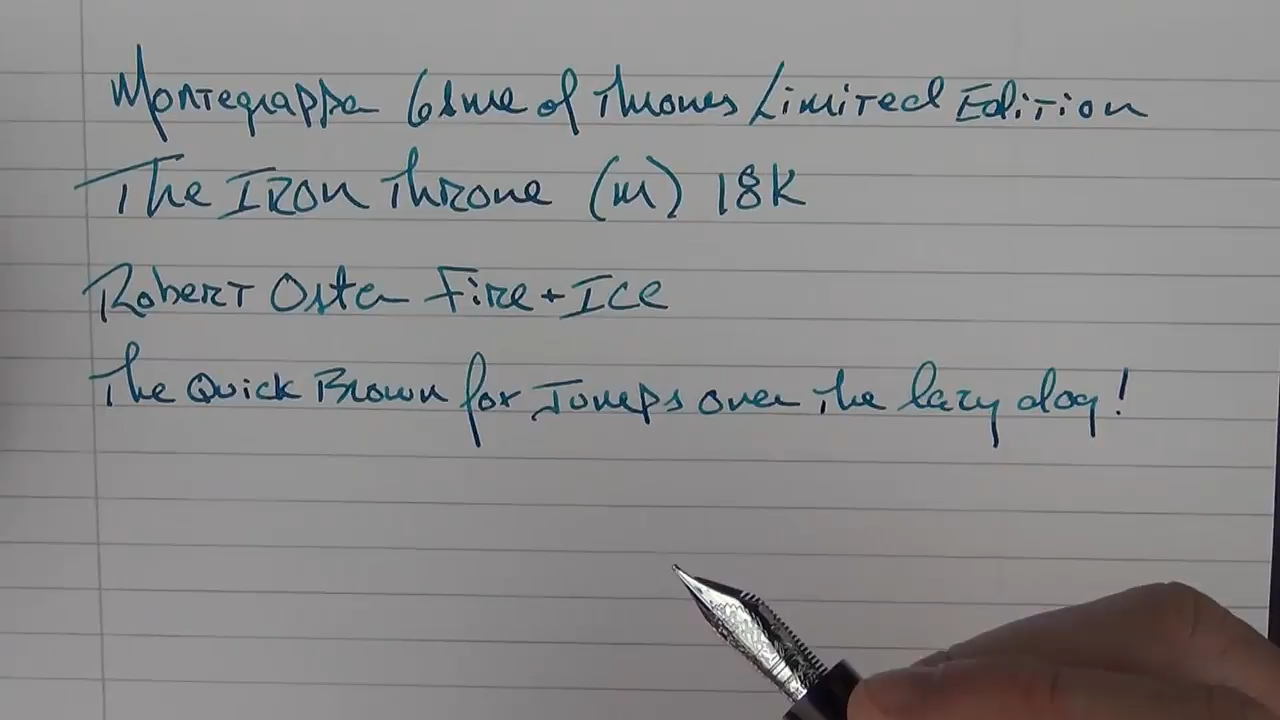 Montegrappa Game of Thrones Limited Edition
The Iron Throne (M) 18K
Robert Oster Fire + Ice
The Quick Brown fox Jumps over the lazy dog!